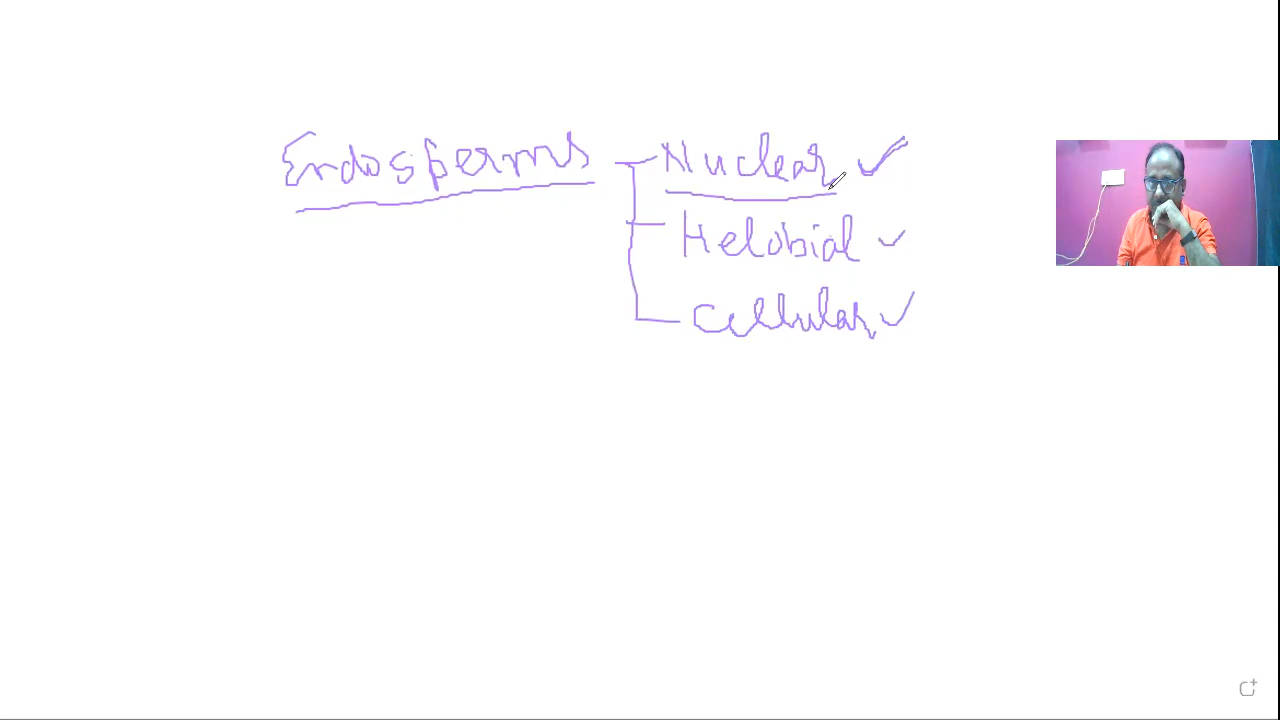 Endosperms Nuclear ✓
Helobial ✓
Cellular ✓